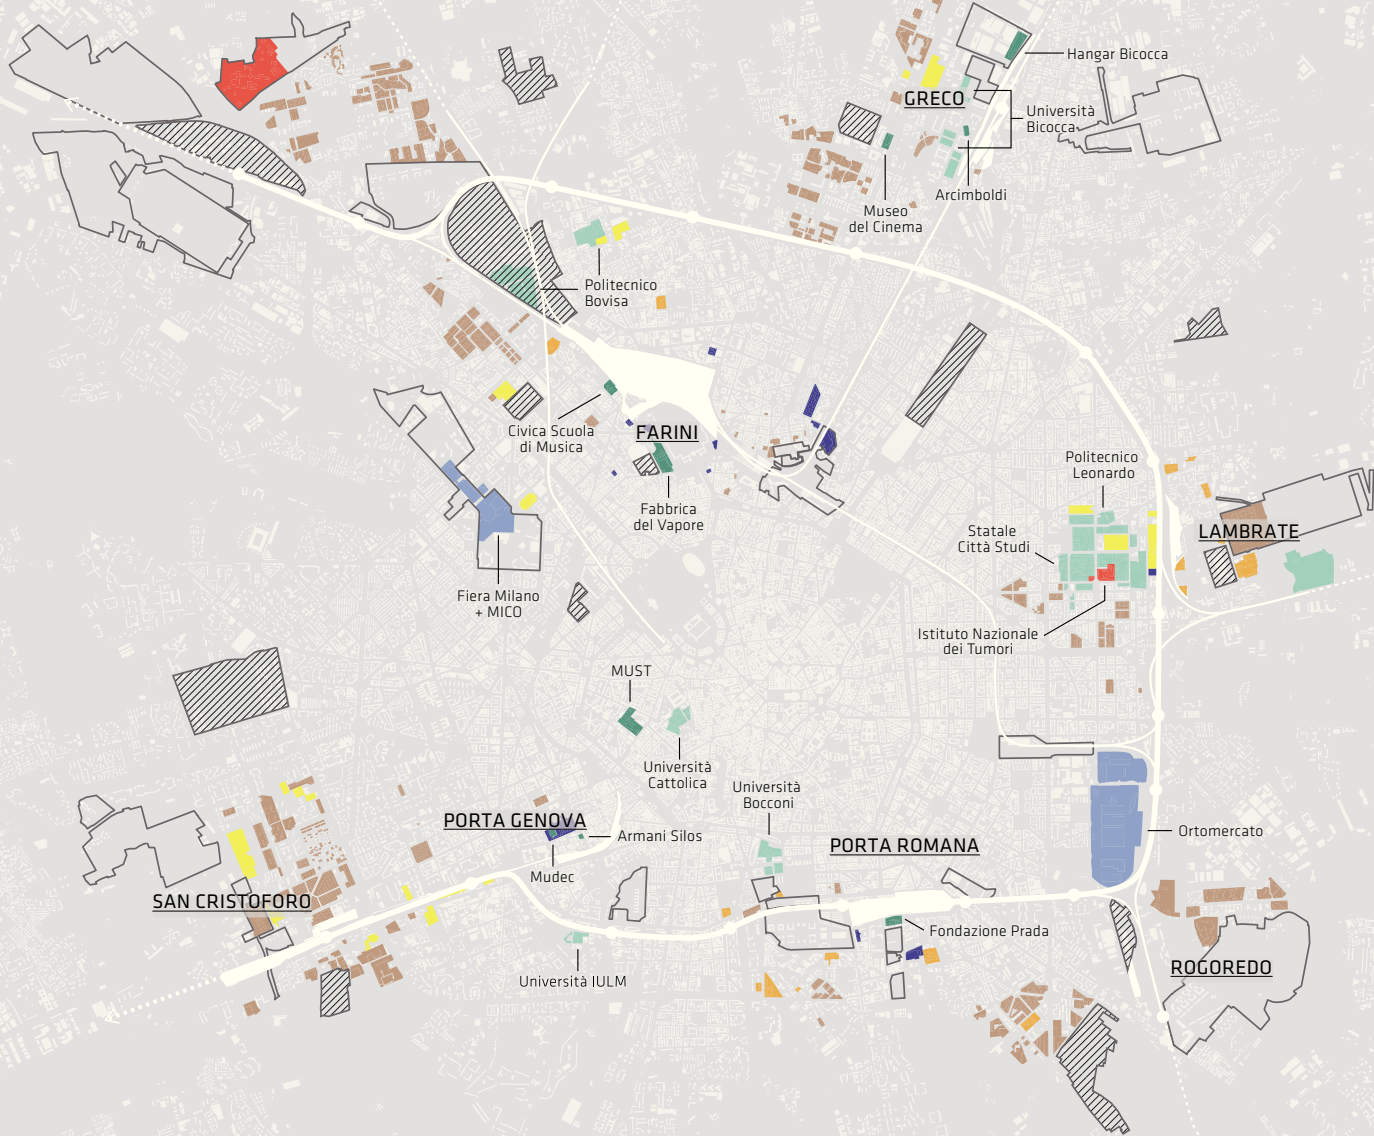 Hangar Bicocca
GRECO
Università
Bicocca
Arcimboldi
Museo
del Cinema
Politecnico
Bovisa
Civica Scuola
di Musica
FARINI
Politecnico
Leonardo
Fabbrica
del Vapore
Statale
Città Studi
LAMBRATE
Fiera Milano
+ MICO
Istituto Nazionale
dei Tumori
MUST
Università
Cattolica
Università
Bocconi
PORTA GENOVA
Armani Silos
Ortomercato
PORTA ROMANA
Mudec
SAN CRISTOFORO
Fondazione Prada
ROGOREDO
Università IULM